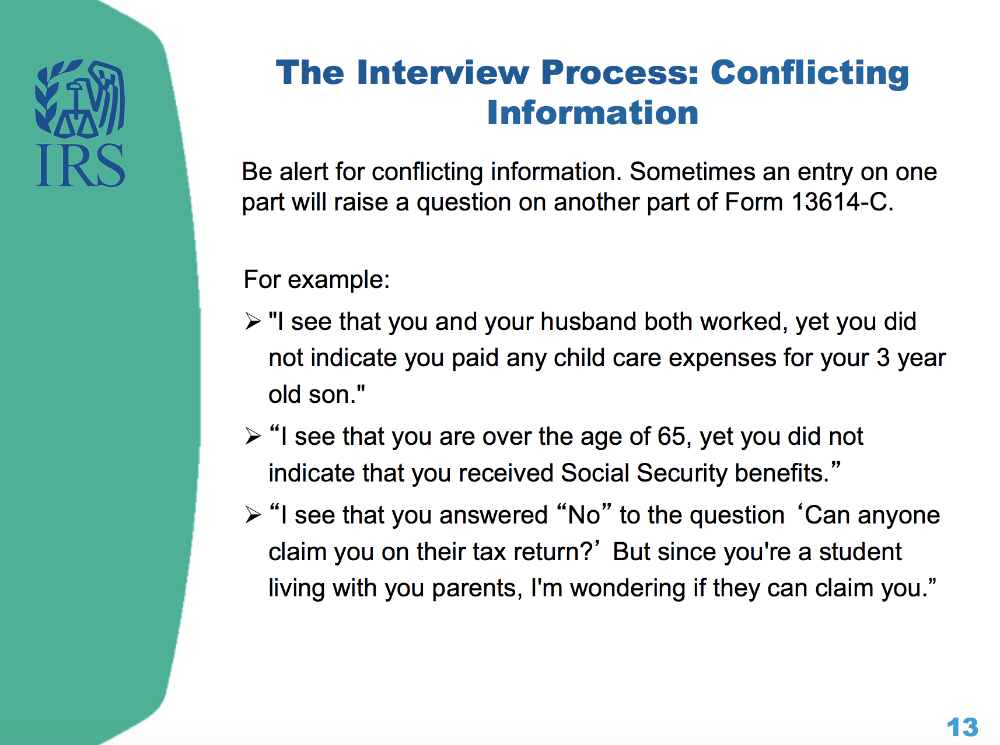 IRS
The Interview Process: Conflicting
Information
Be alert for conflicting information. Sometimes an entry on one
part will raise a question on another part of Form 13614-C.
For example:
➢ "I see that you and your husband both worked, yet you did
not indicate you paid any child care expenses for your 3 year
old son."
➢ “I see that you are over the age of 65, yet you did not
indicate that you received Social Security benefits.”
➢ “I see that you answered “No” to the question ‘Can anyone
claim you on their tax return?’ But since you're a student
living with you parents, I'm wondering if they can claim you.”
13